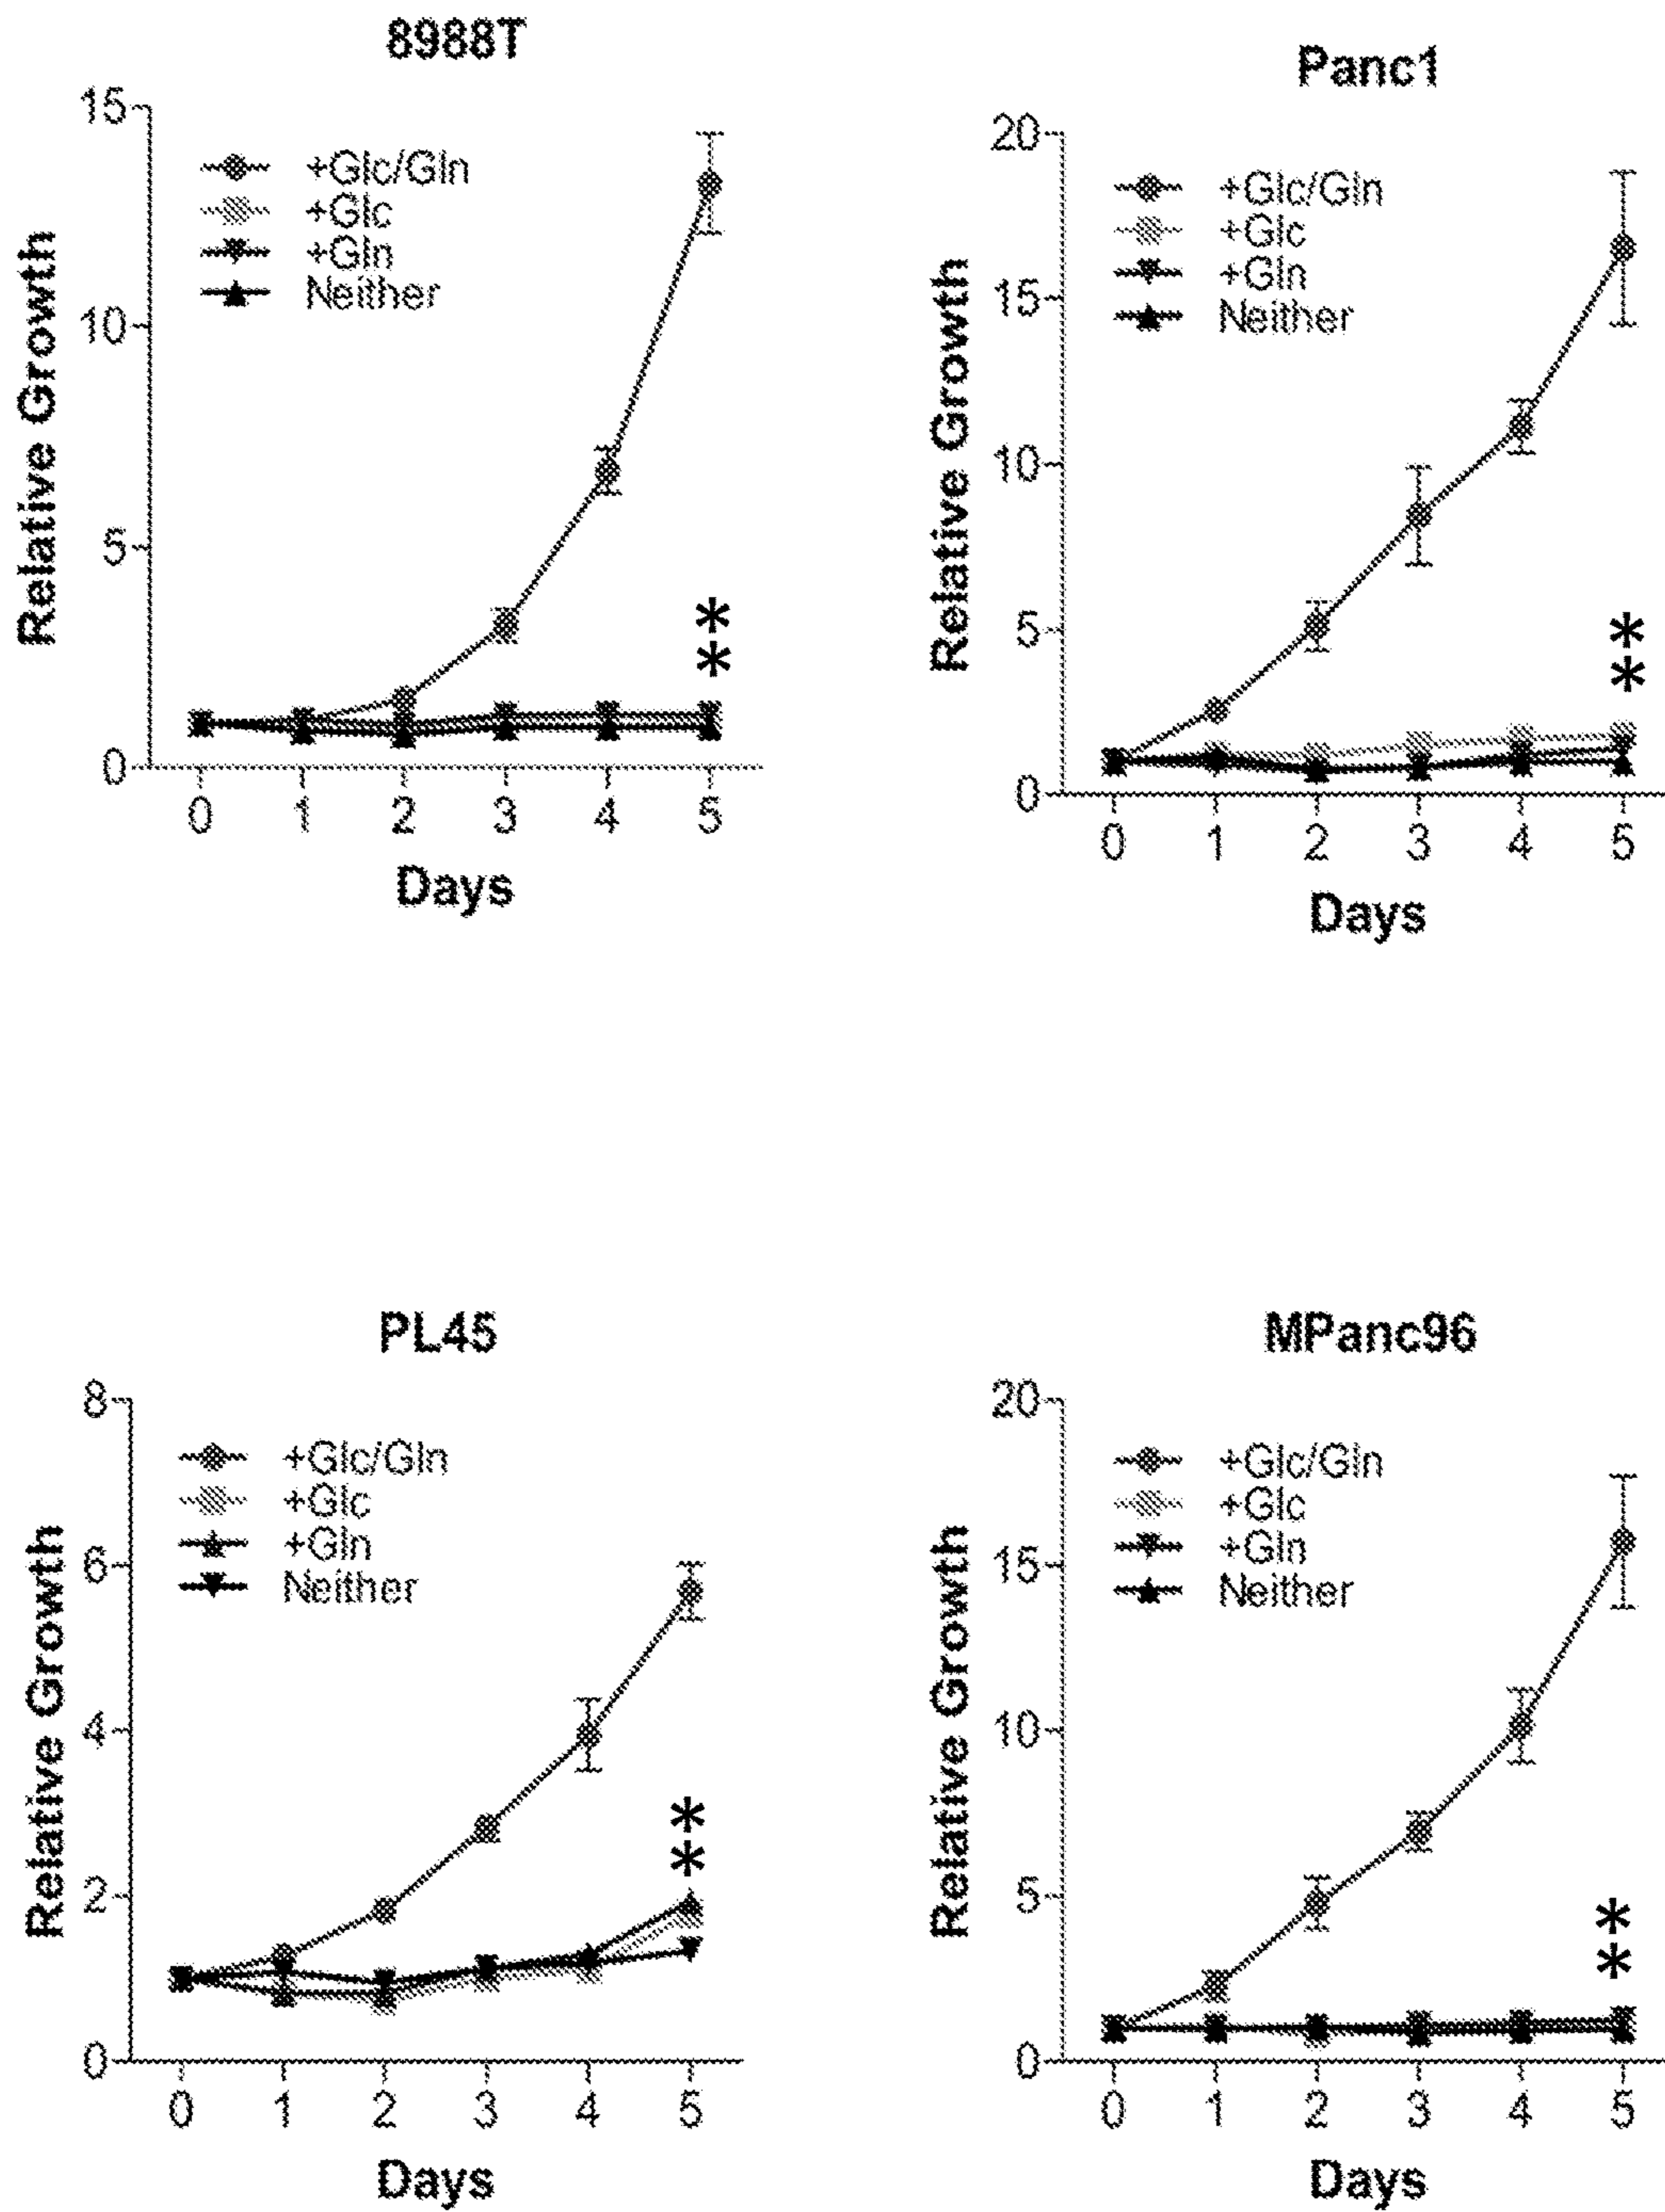 8988T
15
10
5
0
+Glc/Gln
+Glc
+Gln
Neither
Relative Growth
**
0 1 2 3 4 5
Days
Panc1
20
15
10
5
0
+Glc/Gln
+Glc
+Gln
Neither
Relative Growth
**
0 1 2 3 4 5
Days
PL45
8
6
4
2
0
+Glc/Gln
+Glc
+Gln
Neither
Relative Growth
**
0 1 2 3 4 5
Days
MPanc96
20
15
10
5
0
+Glc/Gln
+Glc
+Gln
Neither
Relative Growth
**
0 1 2 3 4 5
Days